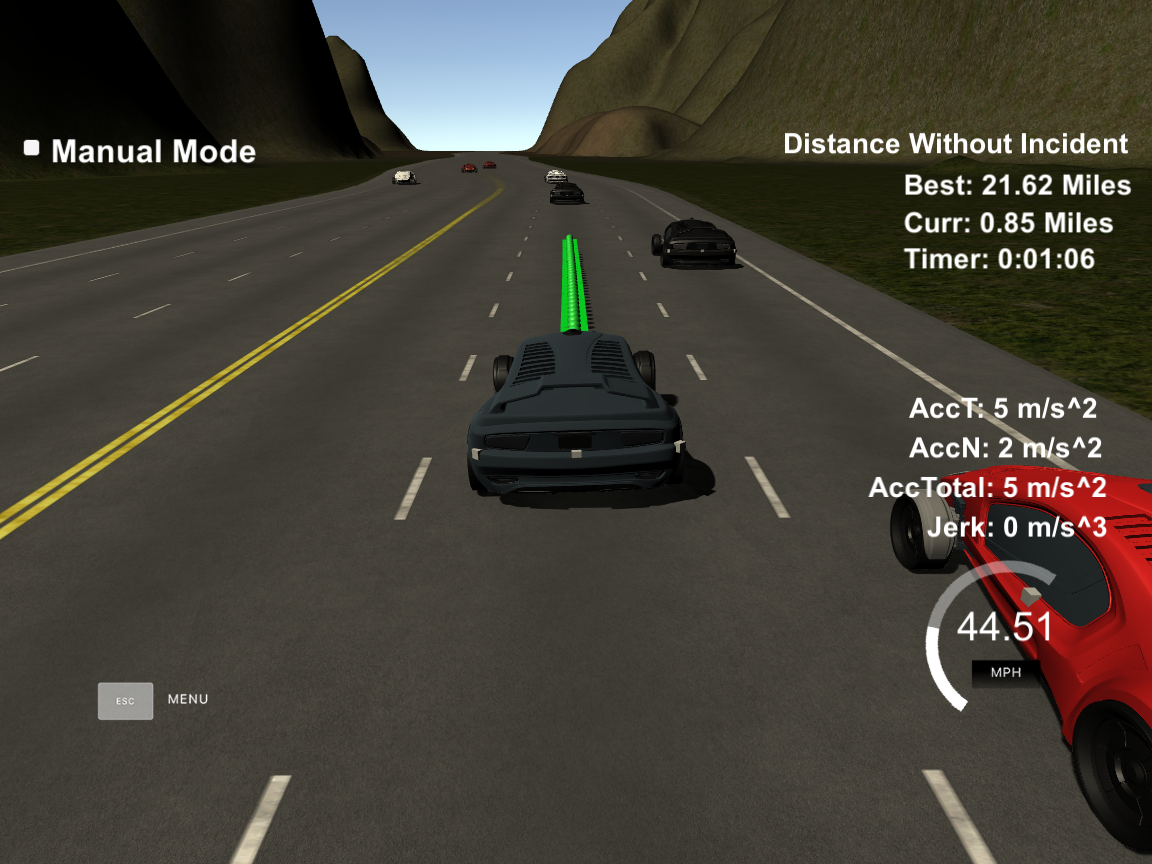 Manual Mode
Distance Without Incident
Best: 21.62 Miles
Curr: 0.85 Miles
Timer: 0:01:06
AccT: 5 m/s^2
AccN: 2 m/s^2
AccTotal: 5 m/s^2
Jerk: 0 m/s^3
44.51
MPH
ESC MENU